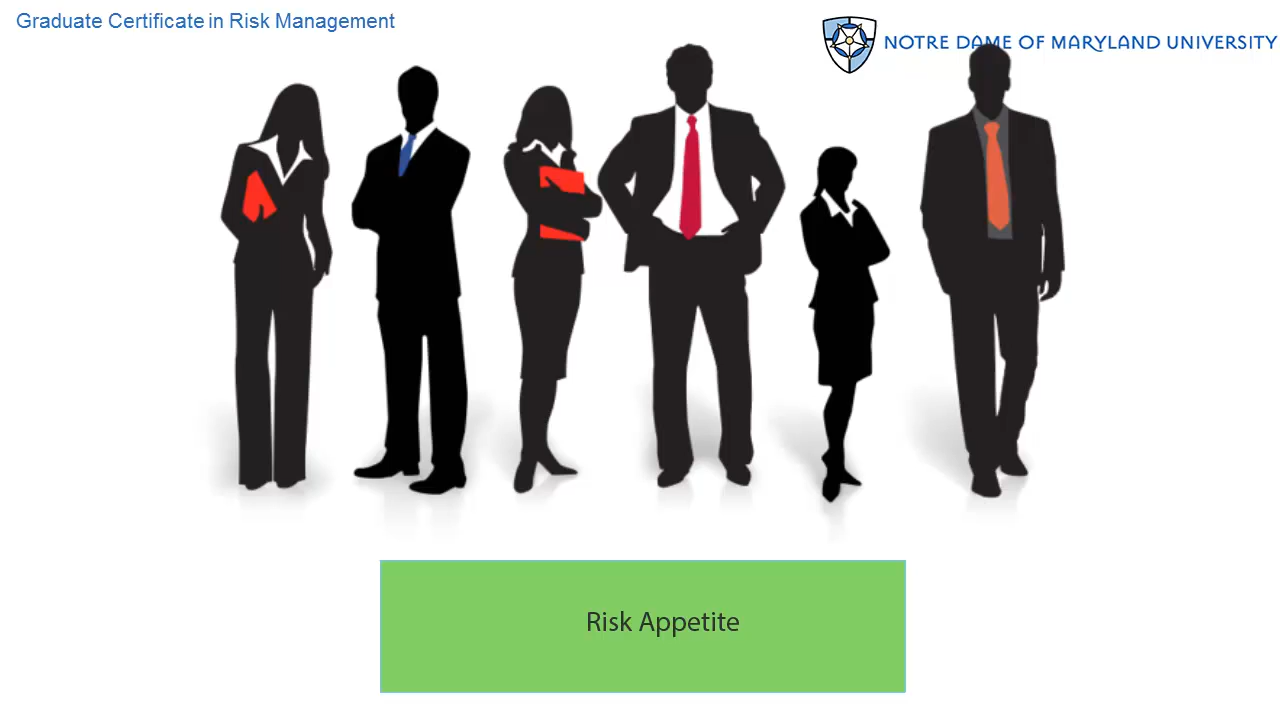 Graduate Certificate in Risk Management
NOTRE DAME OF MARYLAND UNIVERSITY
Risk Appetite